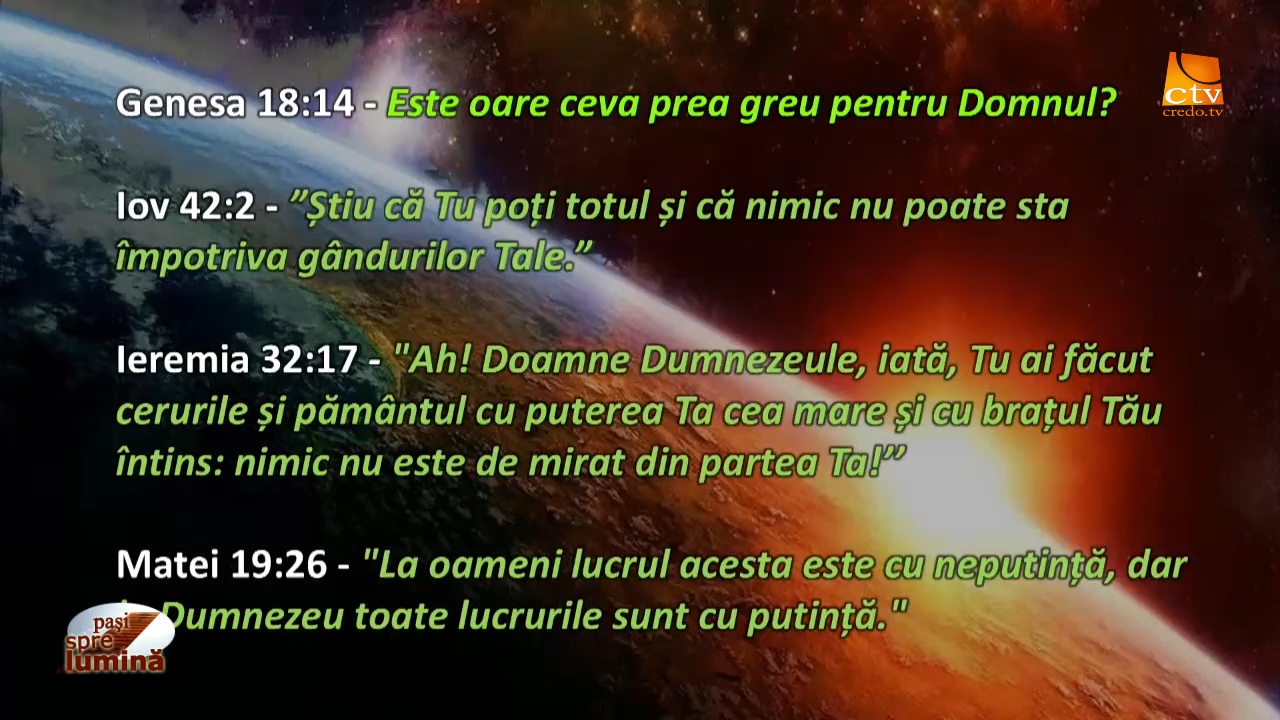 Genesa 18:14 - Este oare ceva prea greu pentru Domnul?
ctv
credo.tv
Iov 42:2 - ”Știu că Tu poți totul și că nimic nu poate sta
împotriva gândurilor Tale.”
Ieremia 32:17 - "Ah! Doamne Dumnezeule, iată, Tu ai făcut
cerurile și pământul cu puterea Ta cea mare și cu brațul Tău
întins: nimic nu este de mirat din partea Ta!’’
Matei 19:26 - "La oameni lucrul acesta este cu neputință, dar
Dumnezeu toate lucrurile sunt cu putință."
pași
spre
lumină